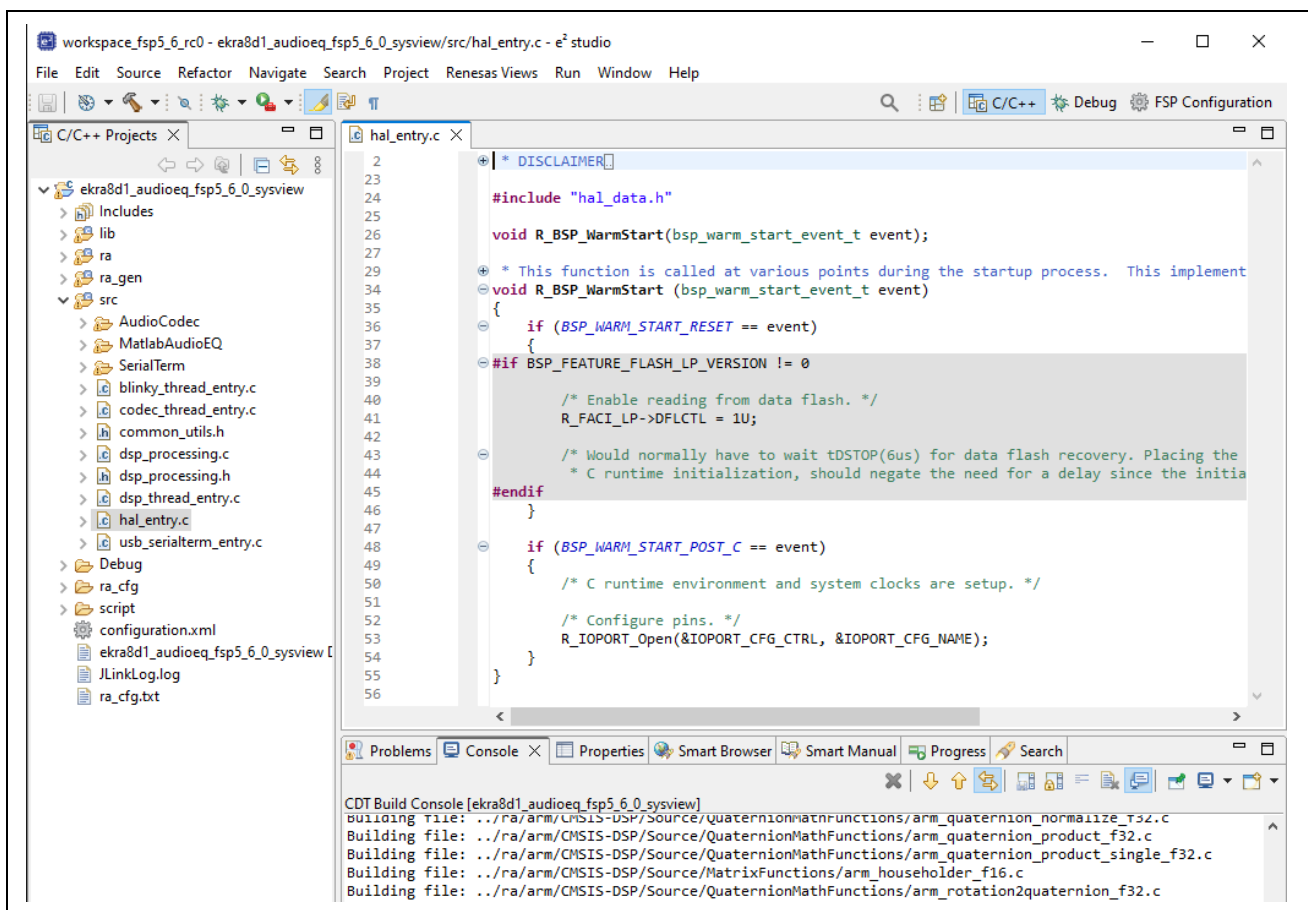 workspace_fsp5_6_rc0 - ekra8d1_audioeq_fsp5_6_0_sysview/src/hal_entry.c - e² studio
File Edit Source Refactor Navigate Search Project Renesas Views Run Window Help
C/C++ Debug FSP Configuration
C/C++ Projects
ekra8d1_audioeq_fsp5_6_0_sysview
Includes
lib
ra
ra_gen
src
AudioCodec
MatlabAudioEQ
SerialTerm
blinky_thread_entry.c
codec_thread_entry.c
common_utils.h
dsp_processing.c
dsp_processing.h
dsp_thread_entry.c
hal_entry.c
usb_serialterm_entry.c
Debug
ra_cfg
script
configuration.xml
ekra8d1_audioeq_fsp5_6_0_sysview [
JLinkLog.log
ra_cfg.txt
hal_entry.c
2 * DISCLAIMER
23
24 #include "hal_data.h"
25
26 void R_BSP_WarmStart(bsp_warm_start_event_t event);
27
29 * This function is called at various points during the startup process.  This implement
34 void R_BSP_WarmStart (bsp_warm_start_event_t event)
35 {
36 if (BSP_WARM_START_RESET == event)
37 {
38 #if BSP_FEATURE_FLASH_LP_VERSION != 0
39
40 /* Enable reading from data flash. */
41 R_FACI_LP->DFLCTL = 1U;
42
43 /* Would normally have to wait tDSTOP(6us) for data flash recovery. Placing the
44 * C runtime initialization, should negate the need for a delay since the initia
45 #endif
46 }
47
48 if (BSP_WARM_START_POST_C == event)
49 {
50 /* C runtime environment and system clocks are setup. */
51
52 /* Configure pins. */
53 R_IOPORT_Open(&IOPORT_CFG_CTRL, &IOPORT_CFG_NAME);
54 }
55 }
56
Problems Console Properties Smart Browser Smart Manual Progress Search
CDT Build Console [ekra8d1_audioeq_fsp5_6_0_sysview]
Building file: ../ra/arm/CMSIS-DSP/Source/QuaternionMathFunctions/arm_quaternion_normalize_f32.c
Building file: ../ra/arm/CMSIS-DSP/Source/QuaternionMathFunctions/arm_quaternion_product_f32.c
Building file: ../ra/arm/CMSIS-DSP/Source/QuaternionMathFunctions/arm_quaternion_product_single_f32.c
Building file: ../ra/arm/CMSIS-DSP/Source/MatrixFunctions/arm_householder_f16.c
Building file: ../ra/arm/CMSIS-DSP/Source/QuaternionMathFunctions/arm_rotation2quaternion_f32.c